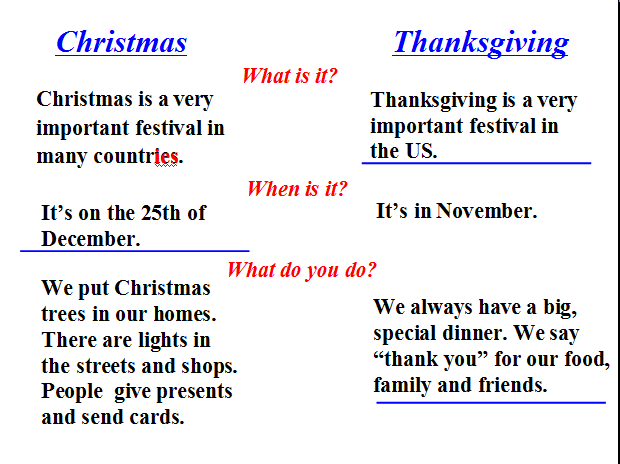 Christmas
Thanksgiving
What is it?
Christmas is a very
important festival in
many countries.
Thanksgiving is a very
important festival in
the US.
When is it?
It’s on the 25th of
December.
It’s in November.
What do you do?
We put Christmas
trees in our homes.
There are lights in
the streets and shops.
People  give presents
and send cards.
We always have a big,
special dinner. We say
“thank you” for our food,
family and friends.